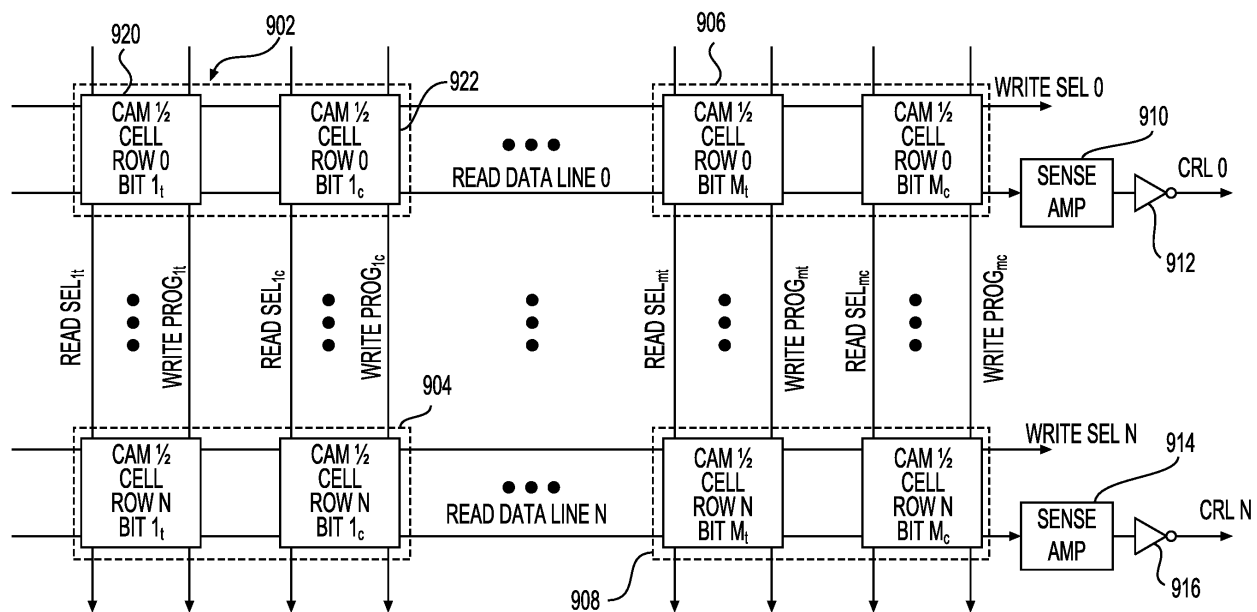 920
902
906
922
CAM ½
CELL
ROW 0
BIT 1t
CAM ½
CELL
ROW 0
BIT 1c
READ DATA LINE 0
CAM ½
CELL
ROW 0
BIT Mt
CAM ½
CELL
ROW 0
BIT Mc
WRITE SEL 0
910
SENSE
AMP
CRL 0
912
READ SEL1t
WRITE PROG1t
READ SEL1c
WRITE PROG1c
READ SELmt
WRITE PROGmt
READ SELmc
WRITE PROGmc
904
CAM ½
CELL
ROW N
BIT 1t
CAM ½
CELL
ROW N
BIT 1c
READ DATA LINE N
CAM ½
CELL
ROW N
BIT Mt
CAM ½
CELL
ROW N
BIT Mc
WRITE SEL N
914
SENSE
AMP
CRL N
916
908